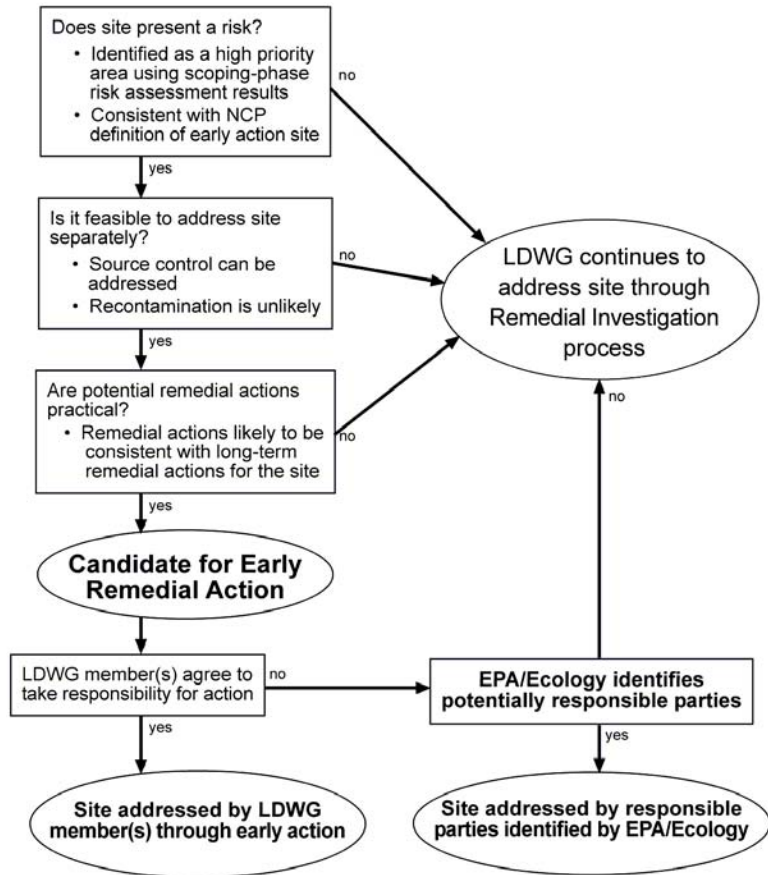 Does site present a risk?
• Identified as a high priority
area using scoping-phase
risk assessment results
• Consistent with NCP
definition of early action site
no
yes
Is it feasible to address site
separately?
• Source control can be
addressed
• Recontamination is unlikely
no
LDWG continues to
address site through
Remedial Investigation
process
yes
Are potential remedial actions
practical?
• Remedial actions likely to be
consistent with long-term
remedial actions for the site
no
no
yes
Candidate for Early
Remedial Action
LDWG member(s) agree to
take responsibility for action
no
EPA/Ecology identifies
potentially responsible parties
yes
yes
Site addressed by LDWG
member(s) through early action
Site addressed by responsible
parties identified by EPA/Ecology